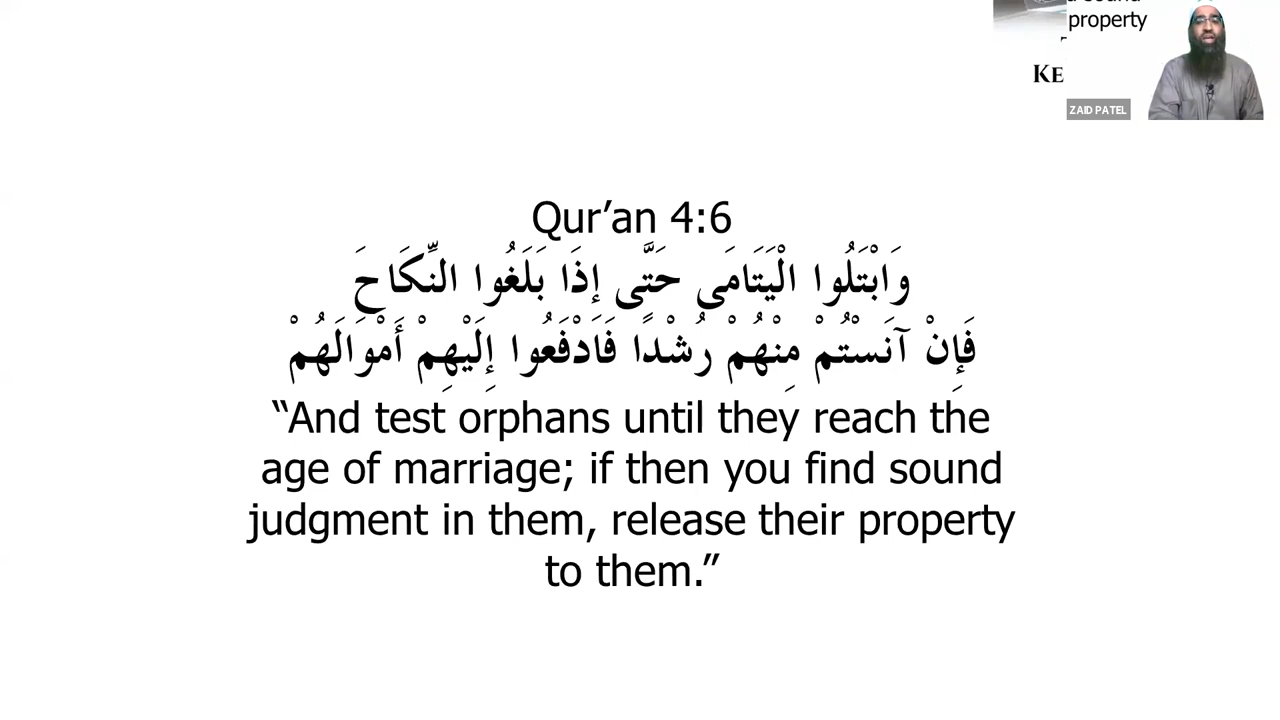 property
KE
ZAID PATEL
Qur’an 4:6
وَابْتَلُوا الْيَتَامَى حَتَّى إِذَا بَلَغُوا النِّكَاحَ
فَإِنْ آنَسْتُمْ مِنْهُمْ رُشْدًا فَادْفَعُوا إِلَيْهِمْ أَمْوَالَهُمْ
“And test orphans until they reach the
age of marriage; if then you find sound
judgment in them, release their property
to them.”